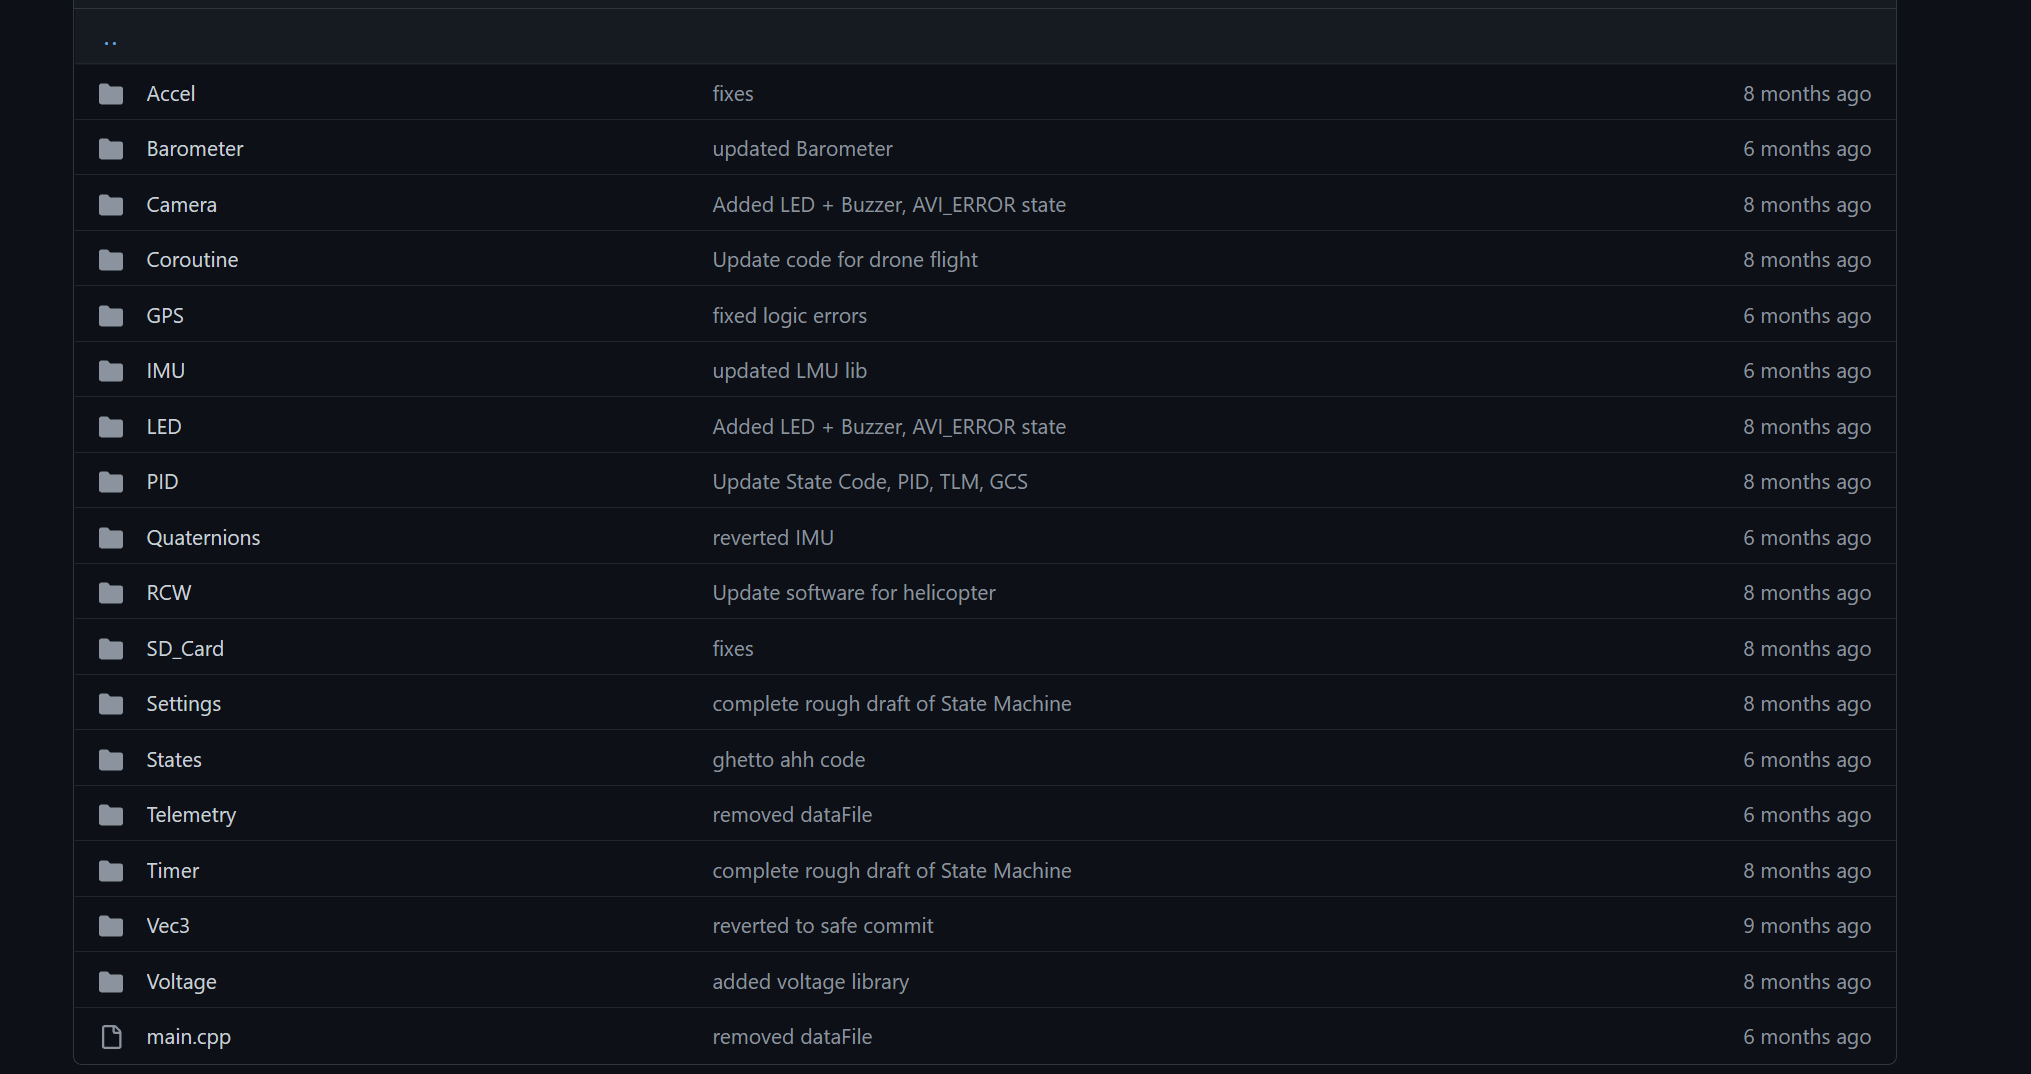 ..
Accel fixes 8 months ago
Barometer updated Barometer 6 months ago
Camera Added LED + Buzzer, AVI_ERROR state 8 months ago
Coroutine Update code for drone flight 8 months ago
GPS fixed logic errors 6 months ago
IMU updated LMU lib 6 months ago
LED Added LED + Buzzer, AVI_ERROR state 8 months ago
PID Update State Code, PID, TLM, GCS 8 months ago
Quaternions reverted IMU 6 months ago
RCW Update software for helicopter 8 months ago
SD_Card fixes 8 months ago
Settings complete rough draft of State Machine 8 months ago
States ghetto ahh code 6 months ago
Telemetry removed dataFile 6 months ago
Timer complete rough draft of State Machine 8 months ago
Vec3 reverted to safe commit 9 months ago
Voltage added voltage library 8 months ago
main.cpp removed dataFile 6 months ago